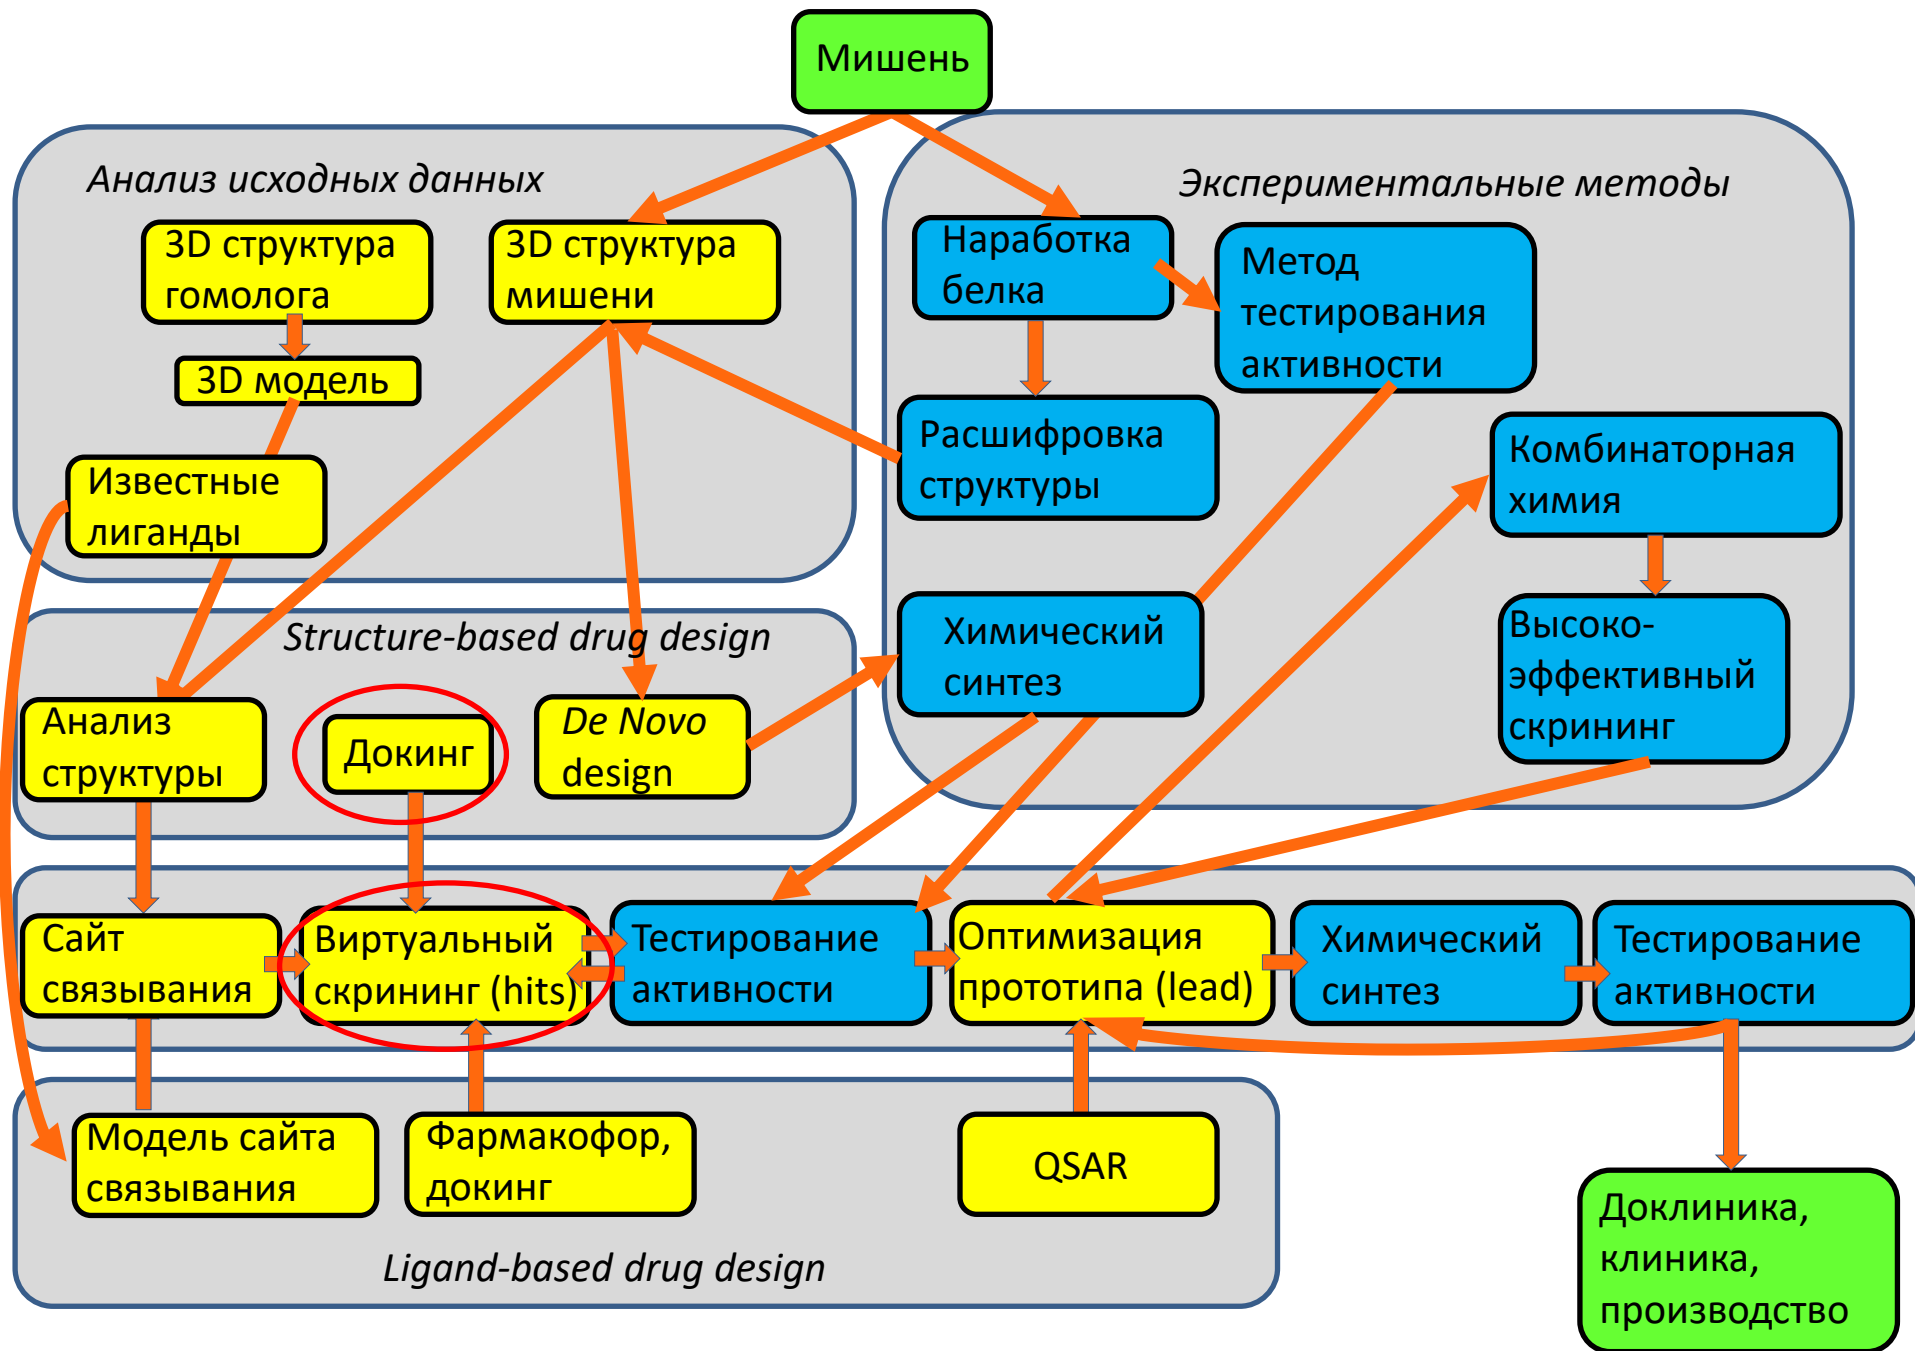 Мишень
Анализ исходных данных
3D структура
гомолога
3D структура
мишени
3D модель
Известные
лиганды
Экспериментальные методы
Наработка
белка
Метод
тестирования
активности
Расшифровка
структуры
Комбинаторная
химия
Химический
синтез
Высоко-
эффективный
скрининг
Structure-based drug design
Анализ
структуры
Докинг
De Novo
design
Сайт
связывания
Виртуальный
скрининг (hits)
Тестирование
активности
Оптимизация
прототипа (lead)
Химический
синтез
Тестирование
активности
Модель сайта
связывания
Фармакофор,
докинг
QSAR
Ligand-based drug design
Доклиника,
клиника,
производство